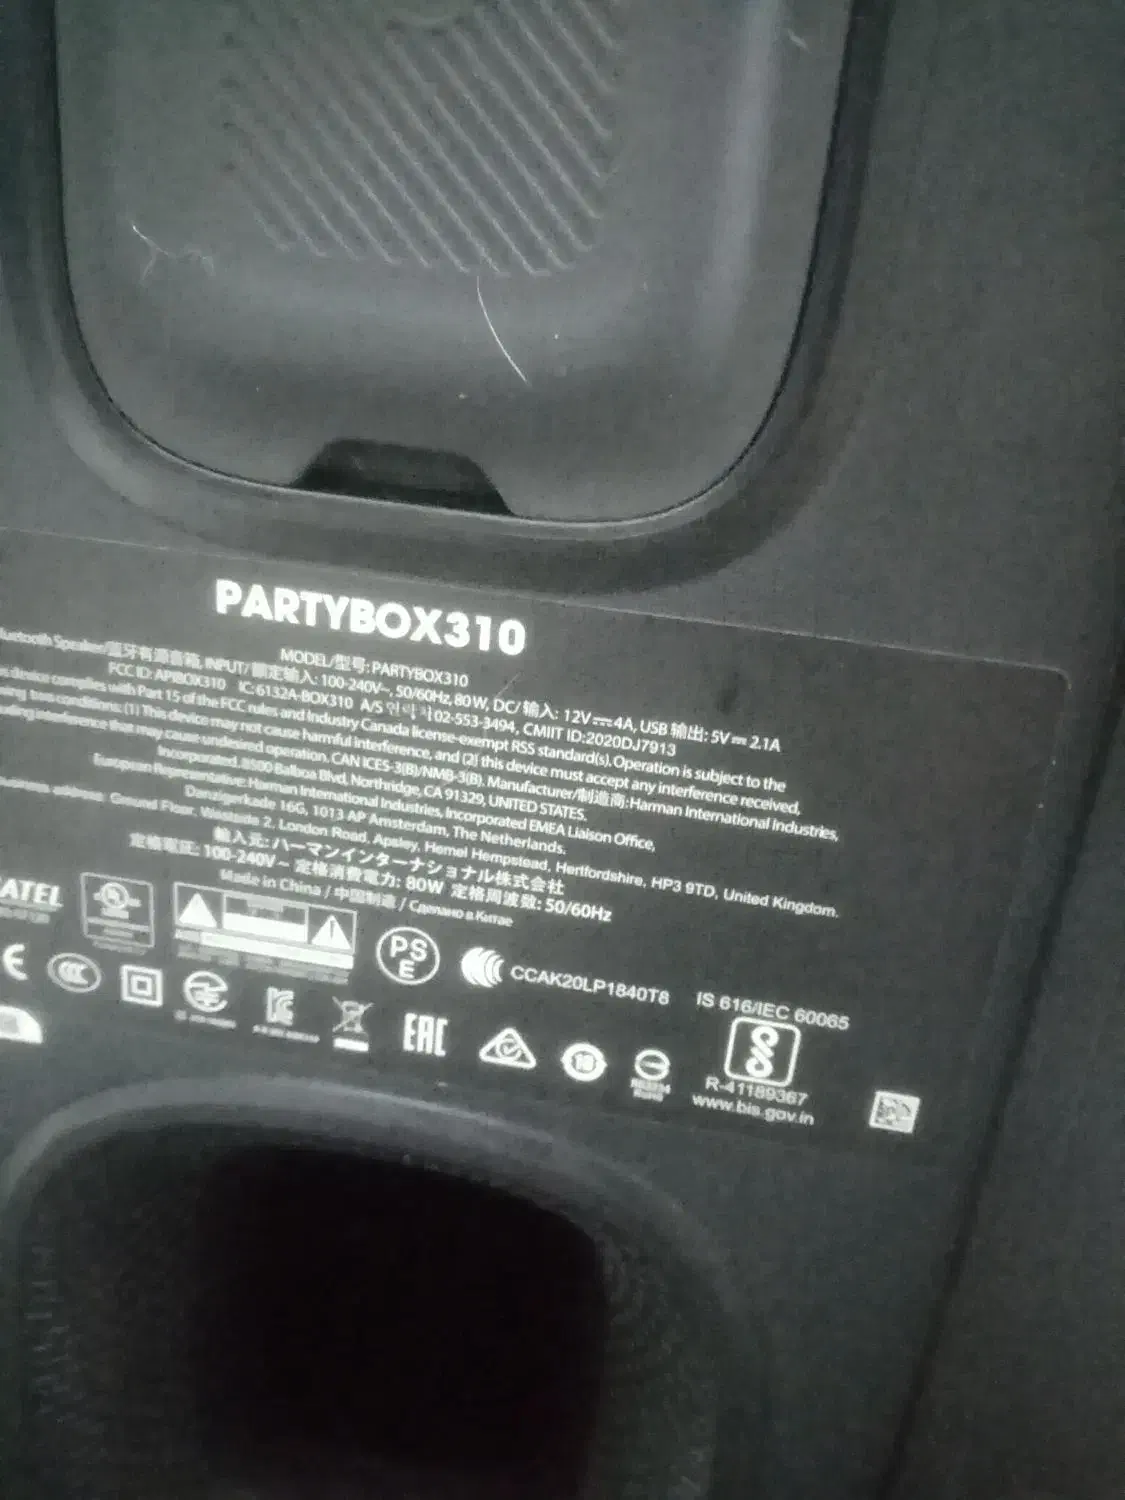 PARTYBOX310
MODEL/型号: PARTYBOX310
Bluetooth Speaker/蓝牙有源音箱, INPUT/ 額定输入: 100-240V~, 50/60Hz, 80W, DC/ 输入: 12V⎓4A, USB 输出: 5V⎓2.1A
FCC ID: APIBOX310 IC: 6132A-BOX310 A/S 02-553-3494, CMIIT ID:2020DJ7913
device complies with Part 15 of the FCC rules and Industry Canada license-exempt RSS standard(s). Operation is subject to the
two conditions: (1) This device may not cause harmful interference, and (2) this device must accept any interference received,
interference that may cause undesired operation. CAN ICES-3(B)/NMB-3(B). Manufacturer/制造商: Harman International Industries,
Incorporated. 8500 Balboa Blvd. Northridge, CA 91329, UNITED STATES.
European Representative: Harman International Industries, Incorporated EMEA Liaison Office,
Danzigerkade 16G, 1013 AP Amsterdam, The Netherlands.
address: Ground Floor, Westside 2, London Road, Apsley, Hemel Hempstead, Hertfordshire, HP3 9TD, United Kingdom.
輸入元: ハーマンインターナショナル株式会社
定格電圧: 100-240V~ 定格消費電力: 80W 定格周波数: 50/60Hz
Made in China / 中国制造 / Сделано в Китае
PS
E
CCAK20LP1840T8
IS 616/IEC 60065
EAC
R-41189367
www.bis.gov.in